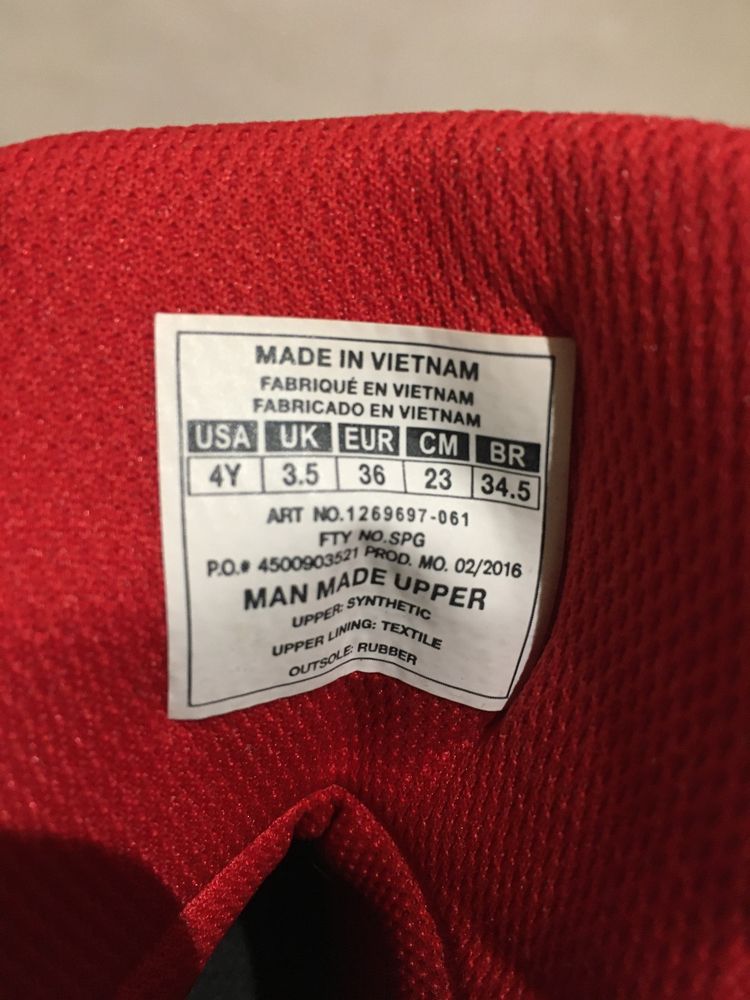 MADE IN VIETNAM
FABRIQUÉ EN VIETNAM
FABRICADO EN VIETNAM
USA UK EUR CM BR
4Y 3.5 36 23 34.5
ART NO.1269697-061
FTY NO.SPG
P.O.# 4500903521 PROD. MO. 02/2016
MAN MADE UPPER
UPPER: SYNTHETIC
UPPER LINING: TEXTILE
OUTSOLE: RUBBER